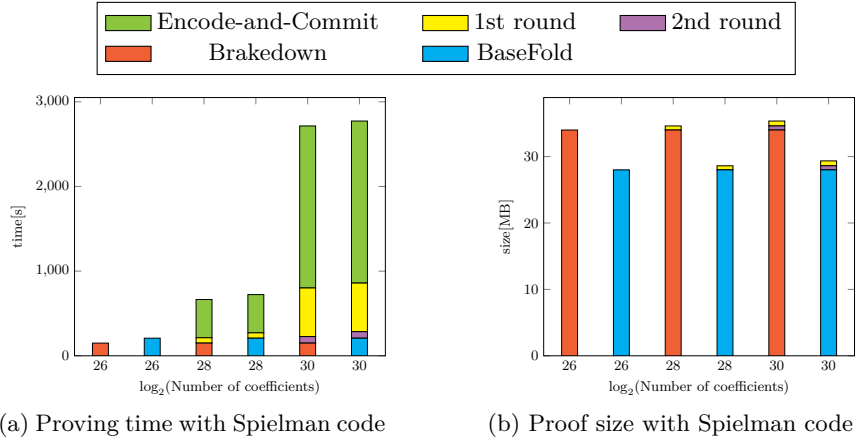 Encode-and-Commit 1st round 2nd round
Brakedown BaseFold
3,000
2,000
1,000
0
time[s]
26 26 28 28 30 30
log₂(Number of coefficients)
(a) Proving time with Spielman code
30
20
10
0
size[MB]
26 26 28 28 30 30
log₂(Number of coefficients)
(b) Proof size with Spielman code